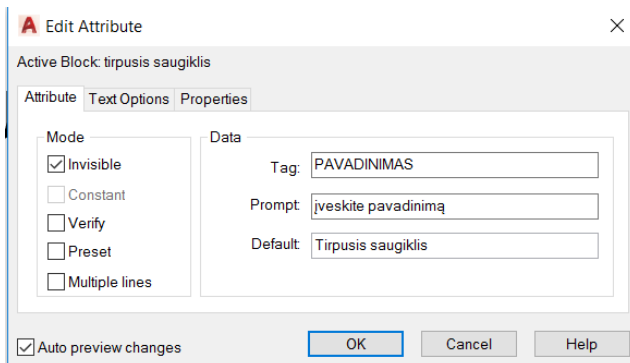 Edit Attribute
Active Block: tirpusis saugiklis
Attribute Text Options Properties
Mode
Invisible
Constant
Verify
Preset
Multiple lines
Data
Tag: PAVADINIMAS
Prompt: įveskite pavadinimą
Default: Tirpusis saugiklis
Auto preview changes
OK Cancel Help